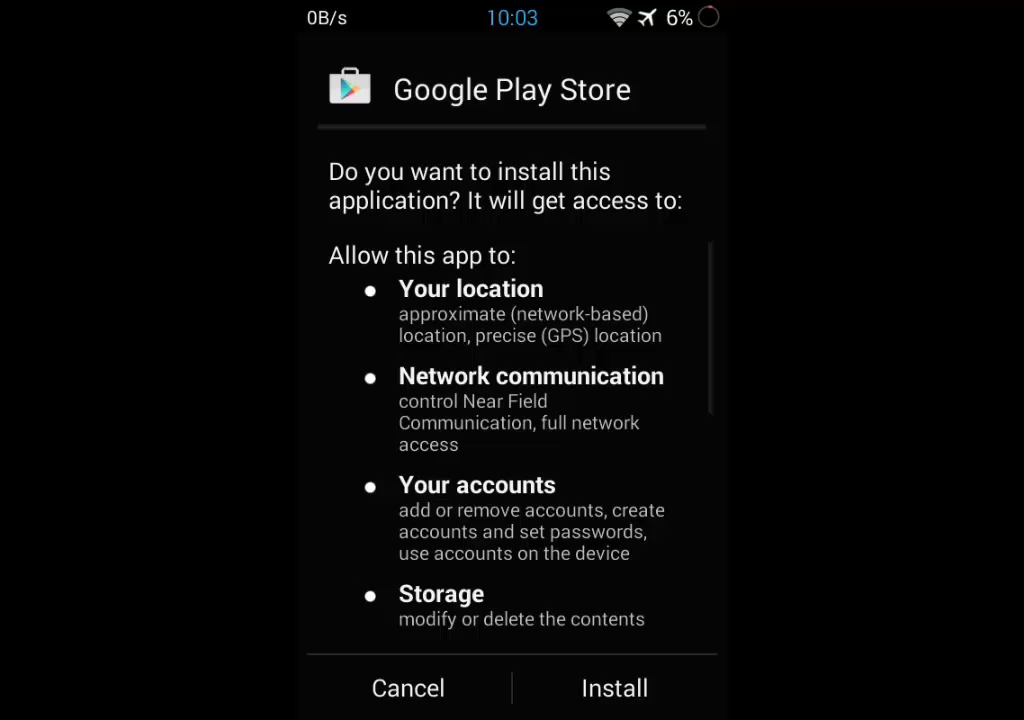 0B/s 10:03 6%
Google Play Store
Do you want to install this
application? It will get access to:
Allow this app to:
Your location
approximate (network-based)
location, precise (GPS) location
Network communication
control Near Field
Communication, full network
access
Your accounts
add or remove accounts, create
accounts and set passwords,
use accounts on the device
Storage
modify or delete the contents
Cancel Install